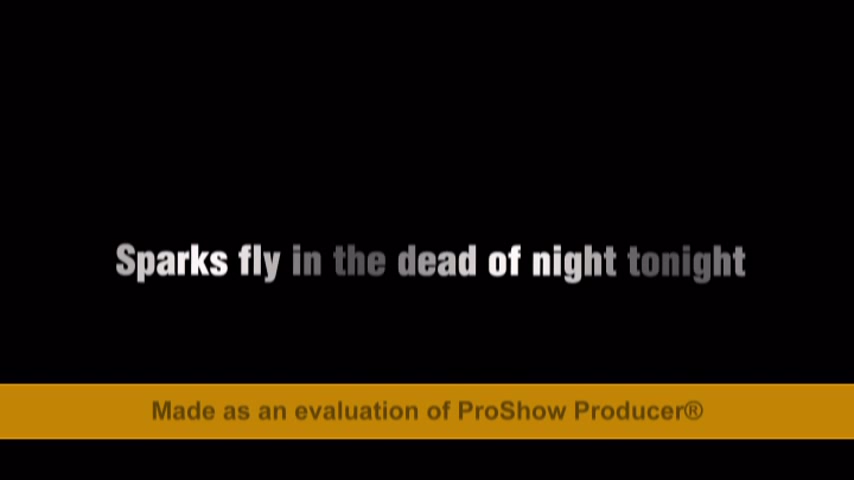 Sparks fly in the dead of night tonight
Made as an evaluation of ProShow Producer®